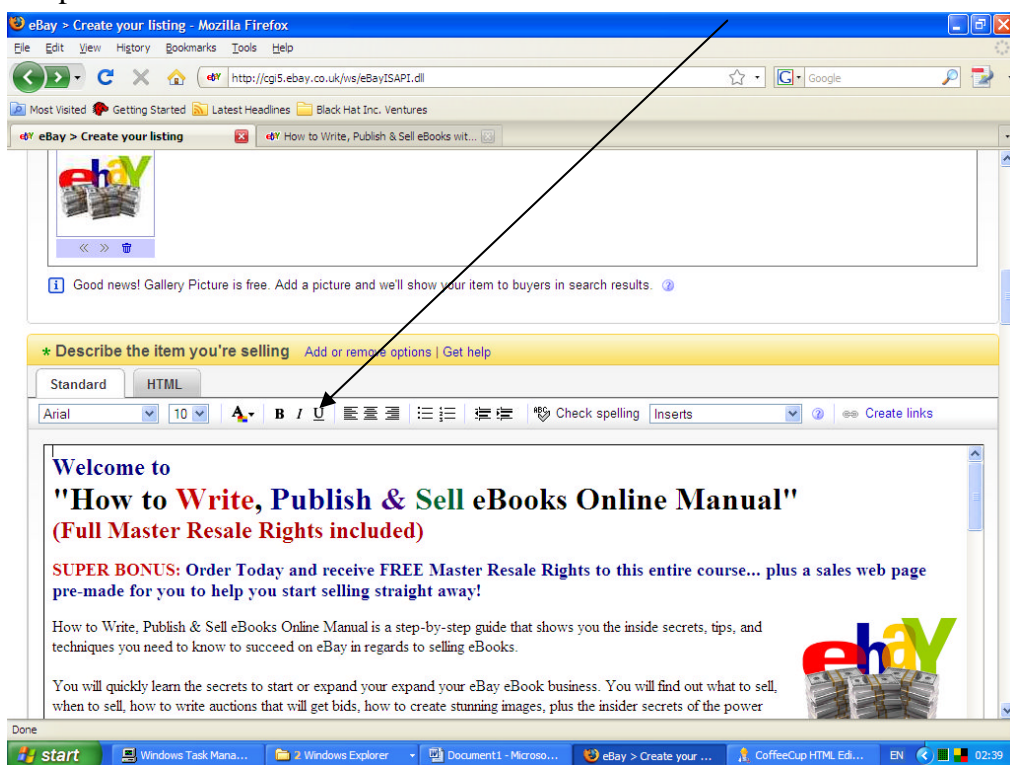 eBay > Create your listing - Mozilla Firefox
File Edit View History Bookmarks Tools Help
http://cgi5.ebay.co.uk/ws/eBayISAPI.dll
G Google
Most Visited Getting Started Latest Headlines Black Hat Inc. Ventures
eBay > Create your listing
How to Write, Publish & Sell eBooks wit...
ebaY
Good news! Gallery Picture is free. Add a picture and we'll show your item to buyers in search results.
* Describe the item you're selling Add or remove options | Get help
Standard HTML
Arial 10 A B I U ABC Check spelling Inserts Create links
Welcome to
"How to Write, Publish & Sell eBooks Online Manual"
(Full Master Resale Rights included)
SUPER BONUS: Order Today and receive FREE Master Resale Rights to this entire course... plus a sales web page
pre-made for you to help you start selling straight away!
How to Write, Publish & Sell eBooks Online Manual is a step-by-step guide that shows you the inside secrets, tips, and
techniques you need to know to succeed on eBay in regards to selling eBooks.
ebaY
You will quickly learn the secrets to start or expand your expand your eBay eBook business. You will find out what to sell,
when to sell, how to write auctions that will get bids, how to create stunning images, plus the insider secrets of the power
Done
start Windows Task Mana... 2 Windows Explorer Document1 - Microso... eBay > Create your ... CoffeeCup HTML Edi... EN 02:39